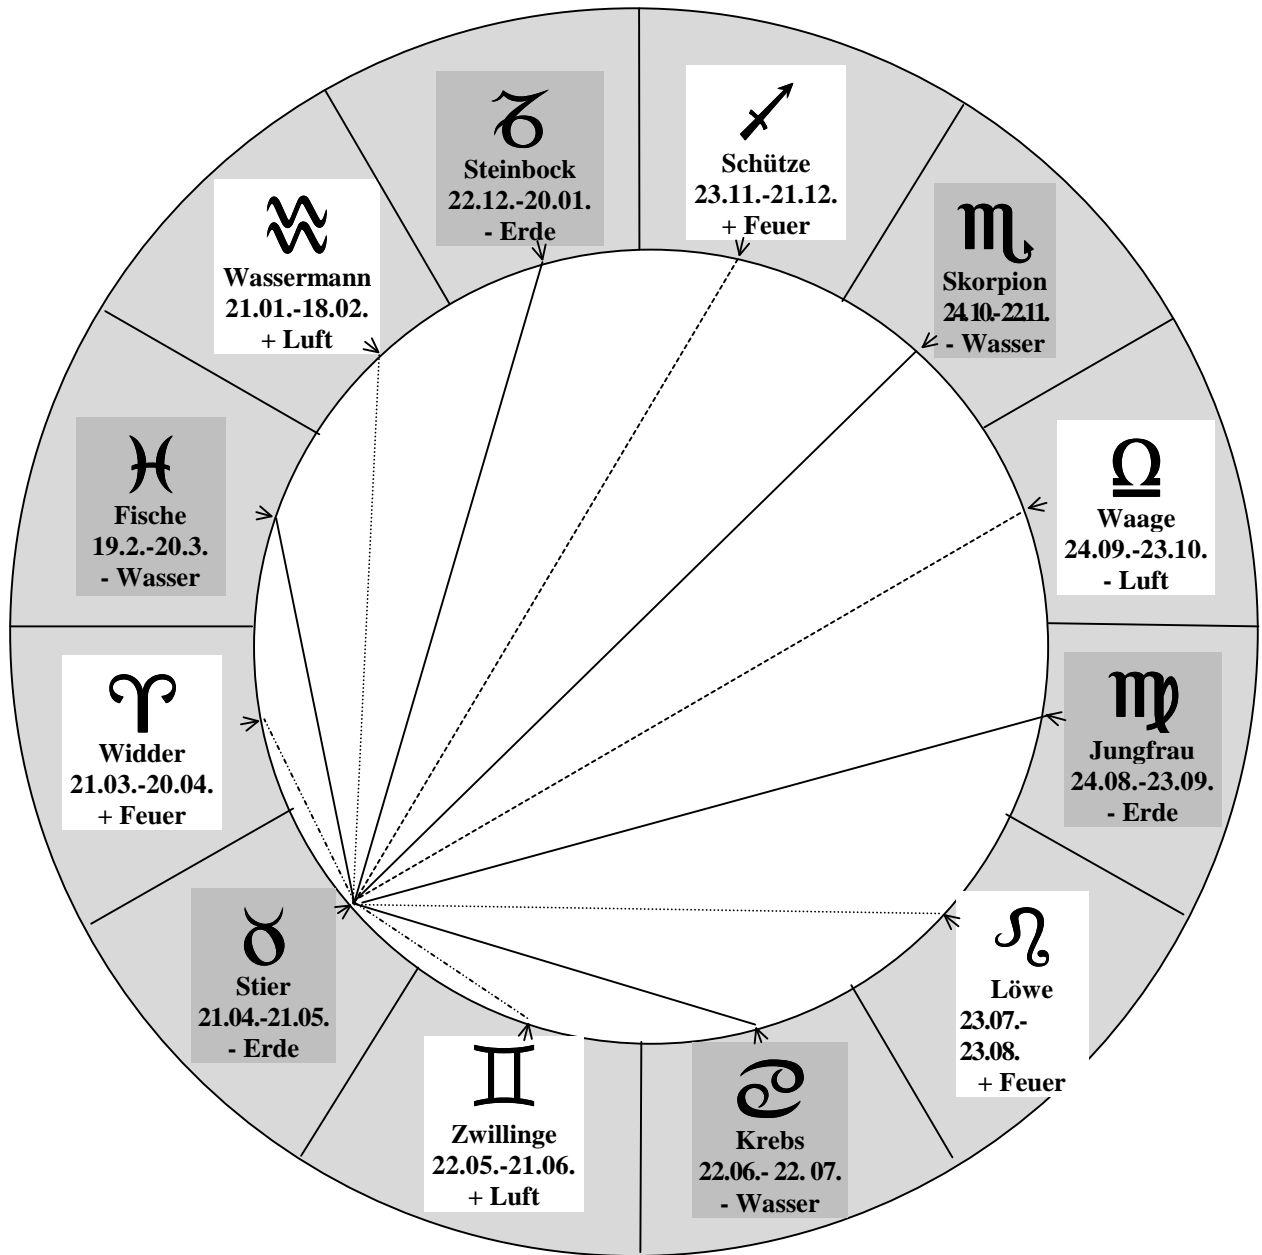 Steinbock
22.12.-20.01.
- Erde
Schütze
23.11.-21.12.
+ Feuer
Skorpion
24.10.-22.11.
- Wasser
Waage
24.09.-23.10.
- Luft
Jungfrau
24.08.-23.09.
- Erde
Löwe
23.07.-
23.08.
+ Feuer
Krebs
22.06.- 22. 07.
- Wasser
Zwillinge
22.05.-21.06.
+ Luft
Stier
21.04.-21.05.
- Erde
Widder
21.03.-20.04.
+ Feuer
Fische
19.2.-20.3.
- Wasser
Wassermann
21.01.-18.02.
+ Luft